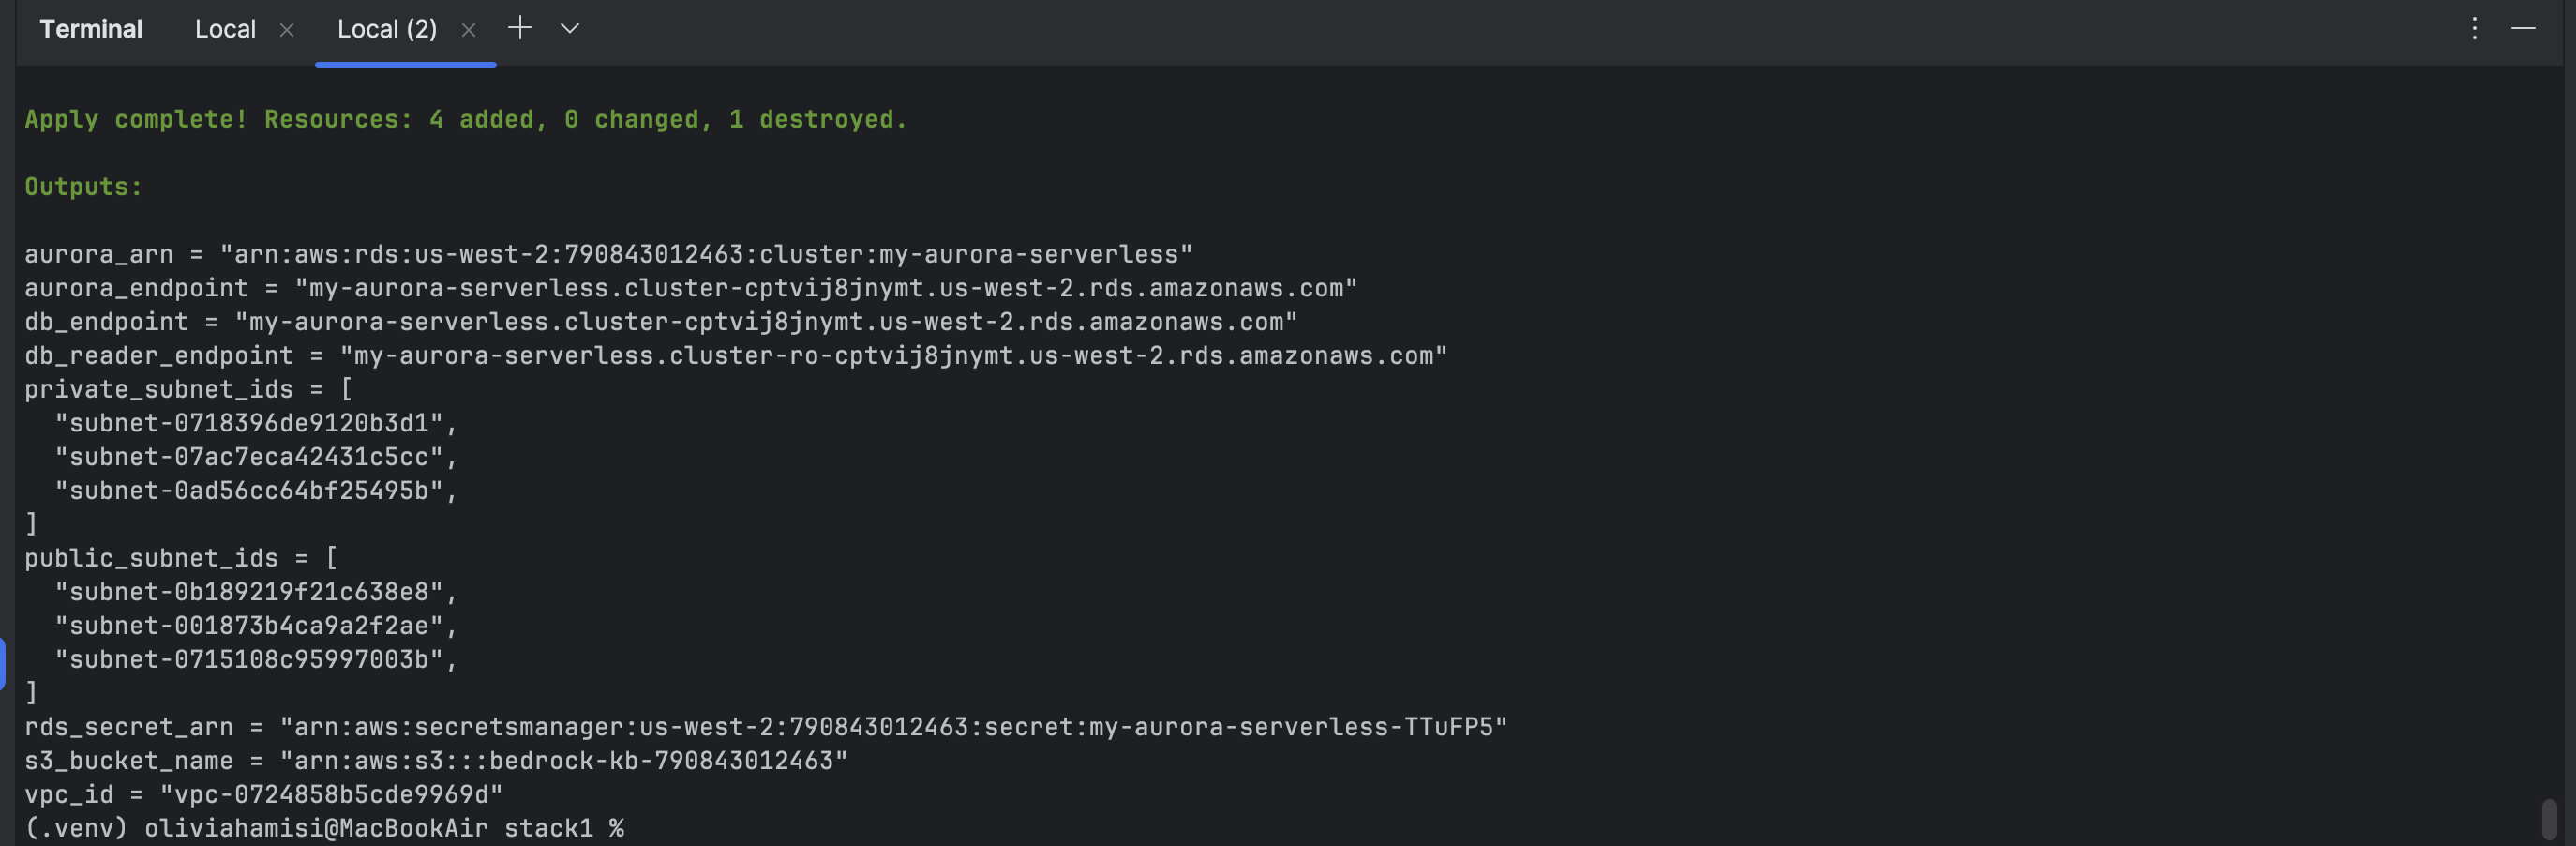 Terminal Local Local (2)
Apply complete! Resources: 4 added, 0 changed, 1 destroyed.
Outputs:
aurora_arn = "arn:aws:rds:us-west-2:790843012463:cluster:my-aurora-serverless"
aurora_endpoint = "my-aurora-serverless.cluster-cptvij8jnymt.us-west-2.rds.amazonaws.com"
db_endpoint = "my-aurora-serverless.cluster-cptvij8jnymt.us-west-2.rds.amazonaws.com"
db_reader_endpoint = "my-aurora-serverless.cluster-ro-cptvij8jnymt.us-west-2.rds.amazonaws.com"
private_subnet_ids = [
  "subnet-0718396de9120b3d1",
  "subnet-07ac7eca42431c5cc",
  "subnet-0ad56cc64bf25495b",
]
public_subnet_ids = [
  "subnet-0b189219f21c638e8",
  "subnet-001873b4ca9a2f2ae",
  "subnet-0715108c95997003b",
]
rds_secret_arn = "arn:aws:secretsmanager:us-west-2:790843012463:secret:my-aurora-serverless-TTuFP5"
s3_bucket_name = "arn:aws:s3:::bedrock-kb-790843012463"
vpc_id = "vpc-0724858b5cde9969d"
(.venv) oliviahamisi@MacBookAir stack1 %